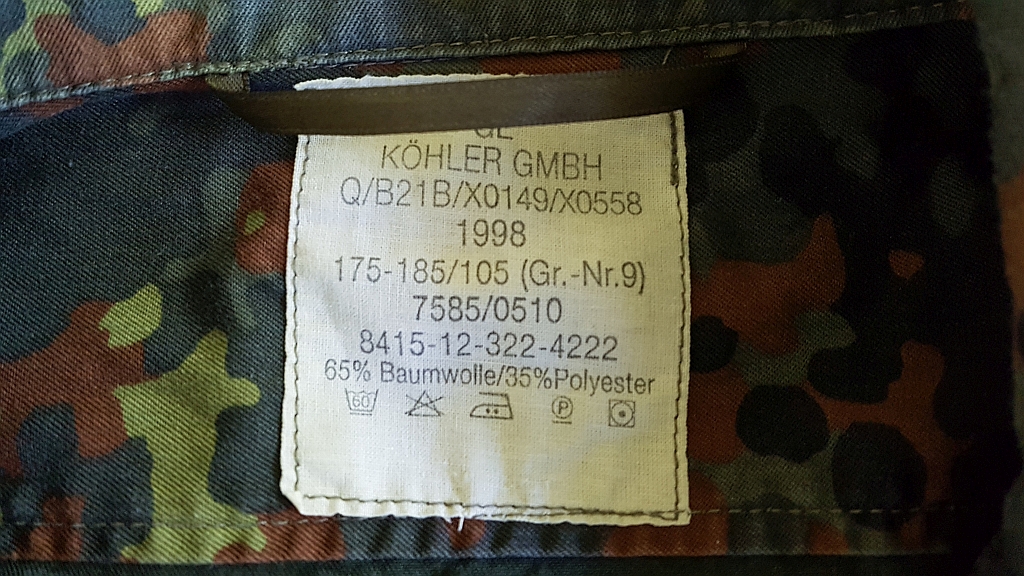 GL
KÖHLER GMBH
Q/B21B/X0149/X0558
1998
175-185/105 (Gr.-Nr.9)
7585/0510
8415-12-322-4222
65% Baumwolle/35%Polyester
60 P